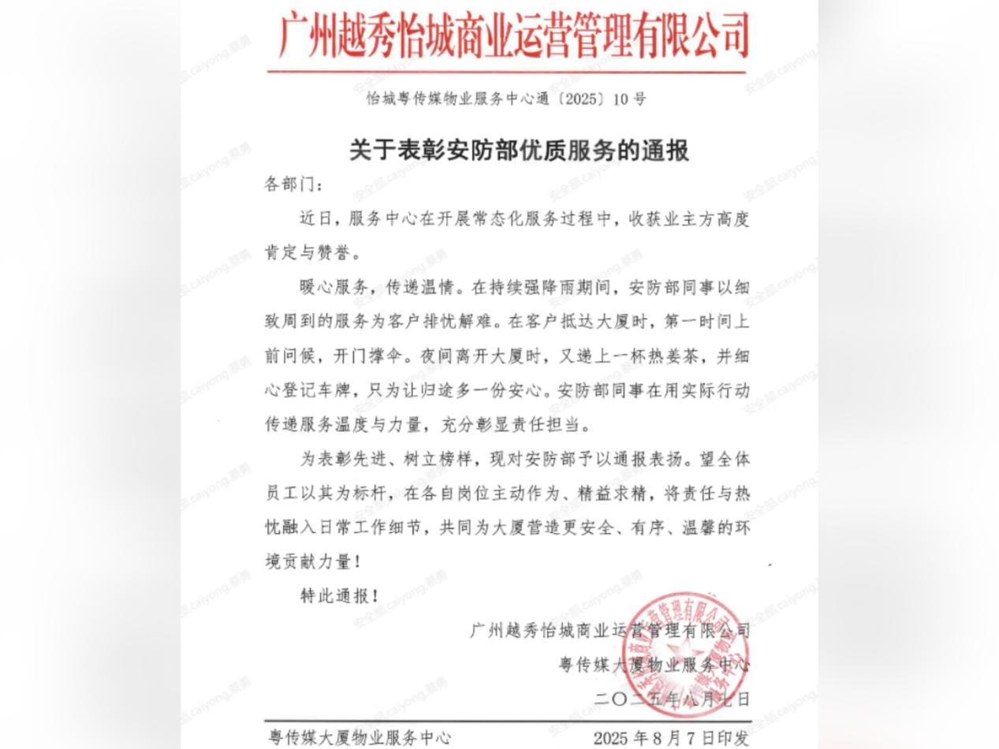 广州越秀怡城商业运营管理有限公司
怡城粤传媒物业服务中心通〔2025〕10 号
关于表彰安防部优质服务的通报
各部门：
近日，服务中心在开展常态化服务过程中，收获业主方高度
肯定与赞誉。
暖心服务，传递温情。在持续强降雨期间，安防部同事以细
致周到的服务为客户排忧解难。在客户抵达大厦时，第一时间上
前问候，开门撑伞。夜间离开大厦时，又递上一杯热姜茶，并细
心登记车牌，只为让归途多一份安心。安防部同事在用实际行动
传递服务温度与力量，充分彰显责任担当。
为表彰先进、树立榜样，现对安防部予以通报表扬。望全体
员工以其为标杆，在各自岗位主动作为、精益求精，将责任与热
忱融入日常工作细节，共同为大厦营造更安全、有序、温馨的环
境贡献力量！
特此通报！
广州越秀怡城商业运营管理有限公司
粤传媒大厦物业服务中心
二〇二五年八月七日
粤传媒大厦物业服务中心 2025 年 8 月 7 日印发
安全部.caiyong.蔡勇